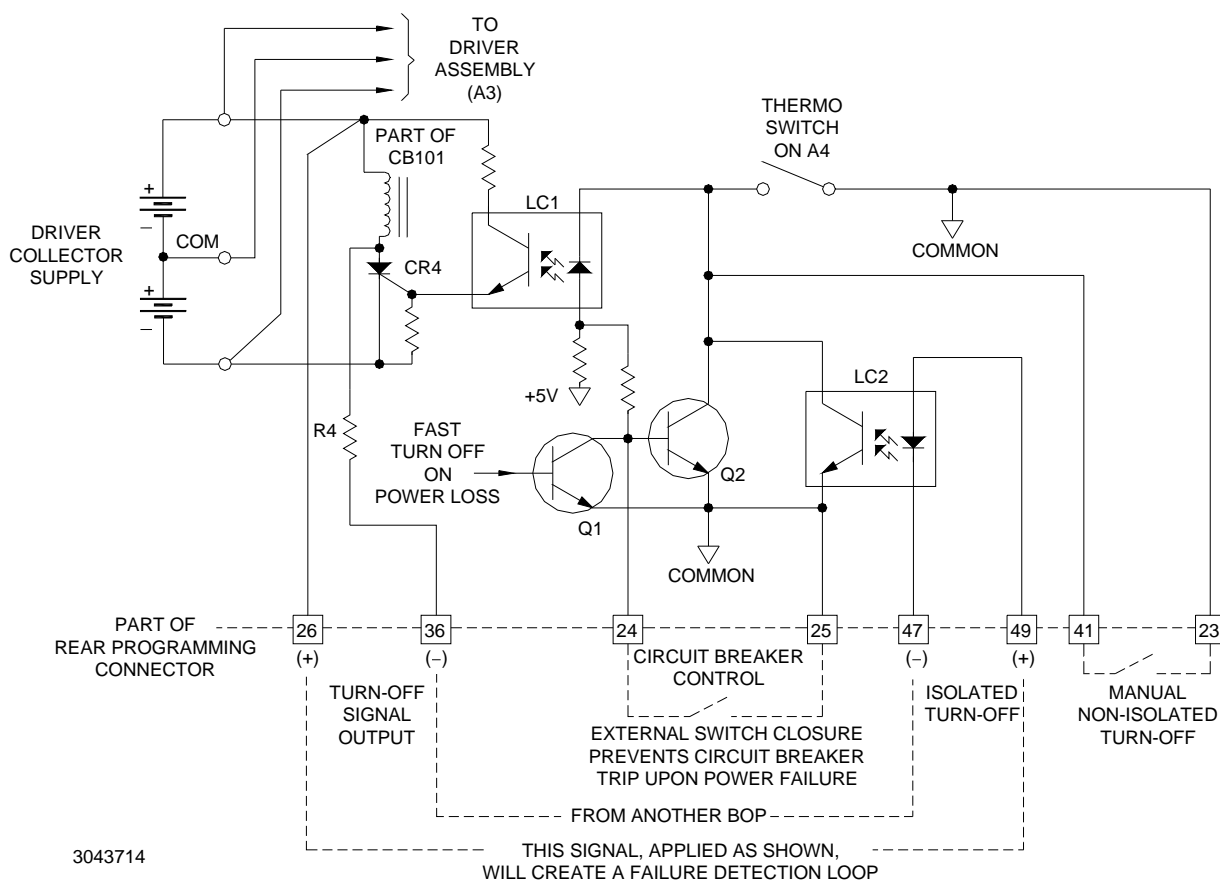 TO
DRIVER
ASSEMBLY
(A3)
THERMO
SWITCH
ON A4
PART OF
CB101
LC1
+
−
DRIVER
COLLECTOR
SUPPLY
COM
+
−
CR4
COMMON
+5V
LC2
R4
FAST
TURN OFF
ON
POWER LOSS
Q2
Q1
COMMON
PART OF
REAR PROGRAMMING
CONNECTOR
26
36
24
25
47
49
41
23
(+)
(−)
(−)
(+)
TURN-OFF
SIGNAL
OUTPUT
CIRCUIT BREAKER
CONTROL
ISOLATED
TURN-OFF
MANUAL
NON-ISOLATED
TURN-OFF
EXTERNAL SWITCH CLOSURE
PREVENTS CIRCUIT BREAKER
TRIP UPON POWER FAILURE
FROM ANOTHER BOP
THIS SIGNAL, APPLIED AS SHOWN,
WILL CREATE A FAILURE DETECTION LOOP
3043714